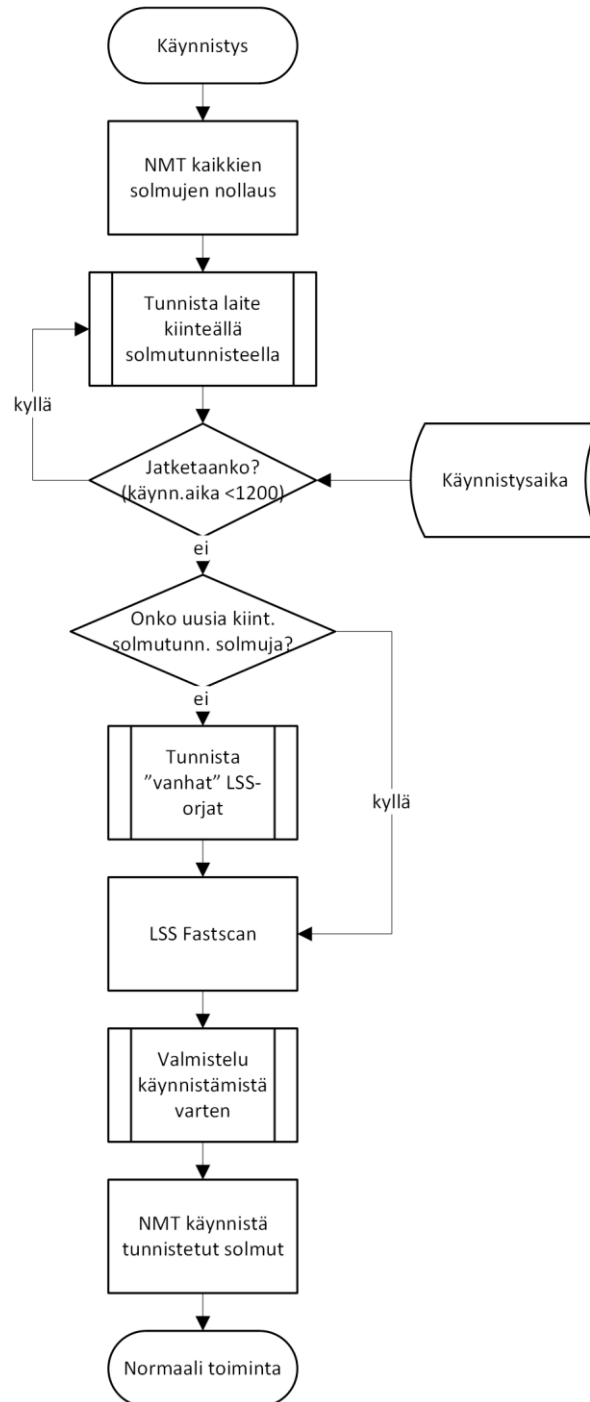 Käynnistys
NMT kaikkien
solmujen nollaus
Tunnista laite
kiinteällä
solmutunnisteella
kyllä
Jatketaanko?
(käynn.aika <1200)
Käynnistysaika
ei
Onko uusia kiint.
solmutunn. solmuja?
ei
Tunnista
”vanhat” LSS-
orjat
kyllä
LSS Fastscan
Valmistelu
käynnistämistä
varten
NMT käynnistä
tunnistetut solmut
Normaali toiminta